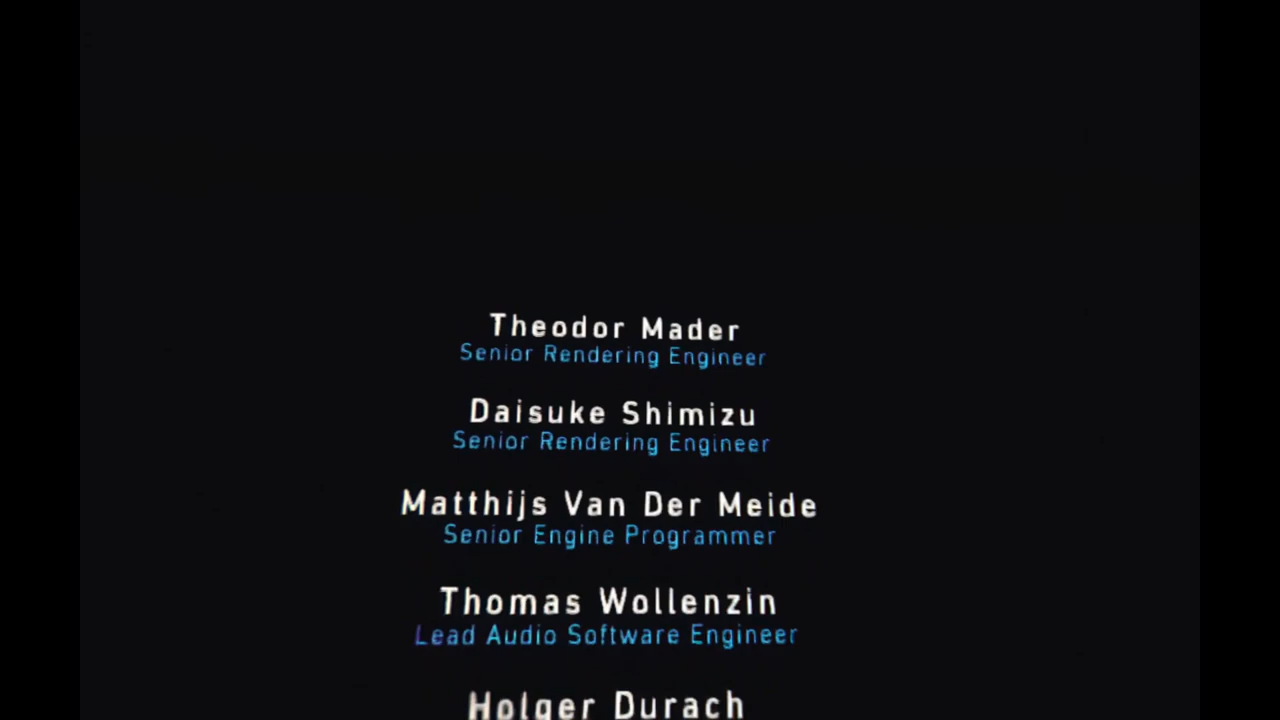 Theodor Mader
Senior Rendering Engineer
Daisuke Shimizu
Senior Rendering Engineer
Matthijs Van Der Meide
Senior Engine Programmer
Thomas Wollenzin
Lead Audio Software Engineer
Holger Durach